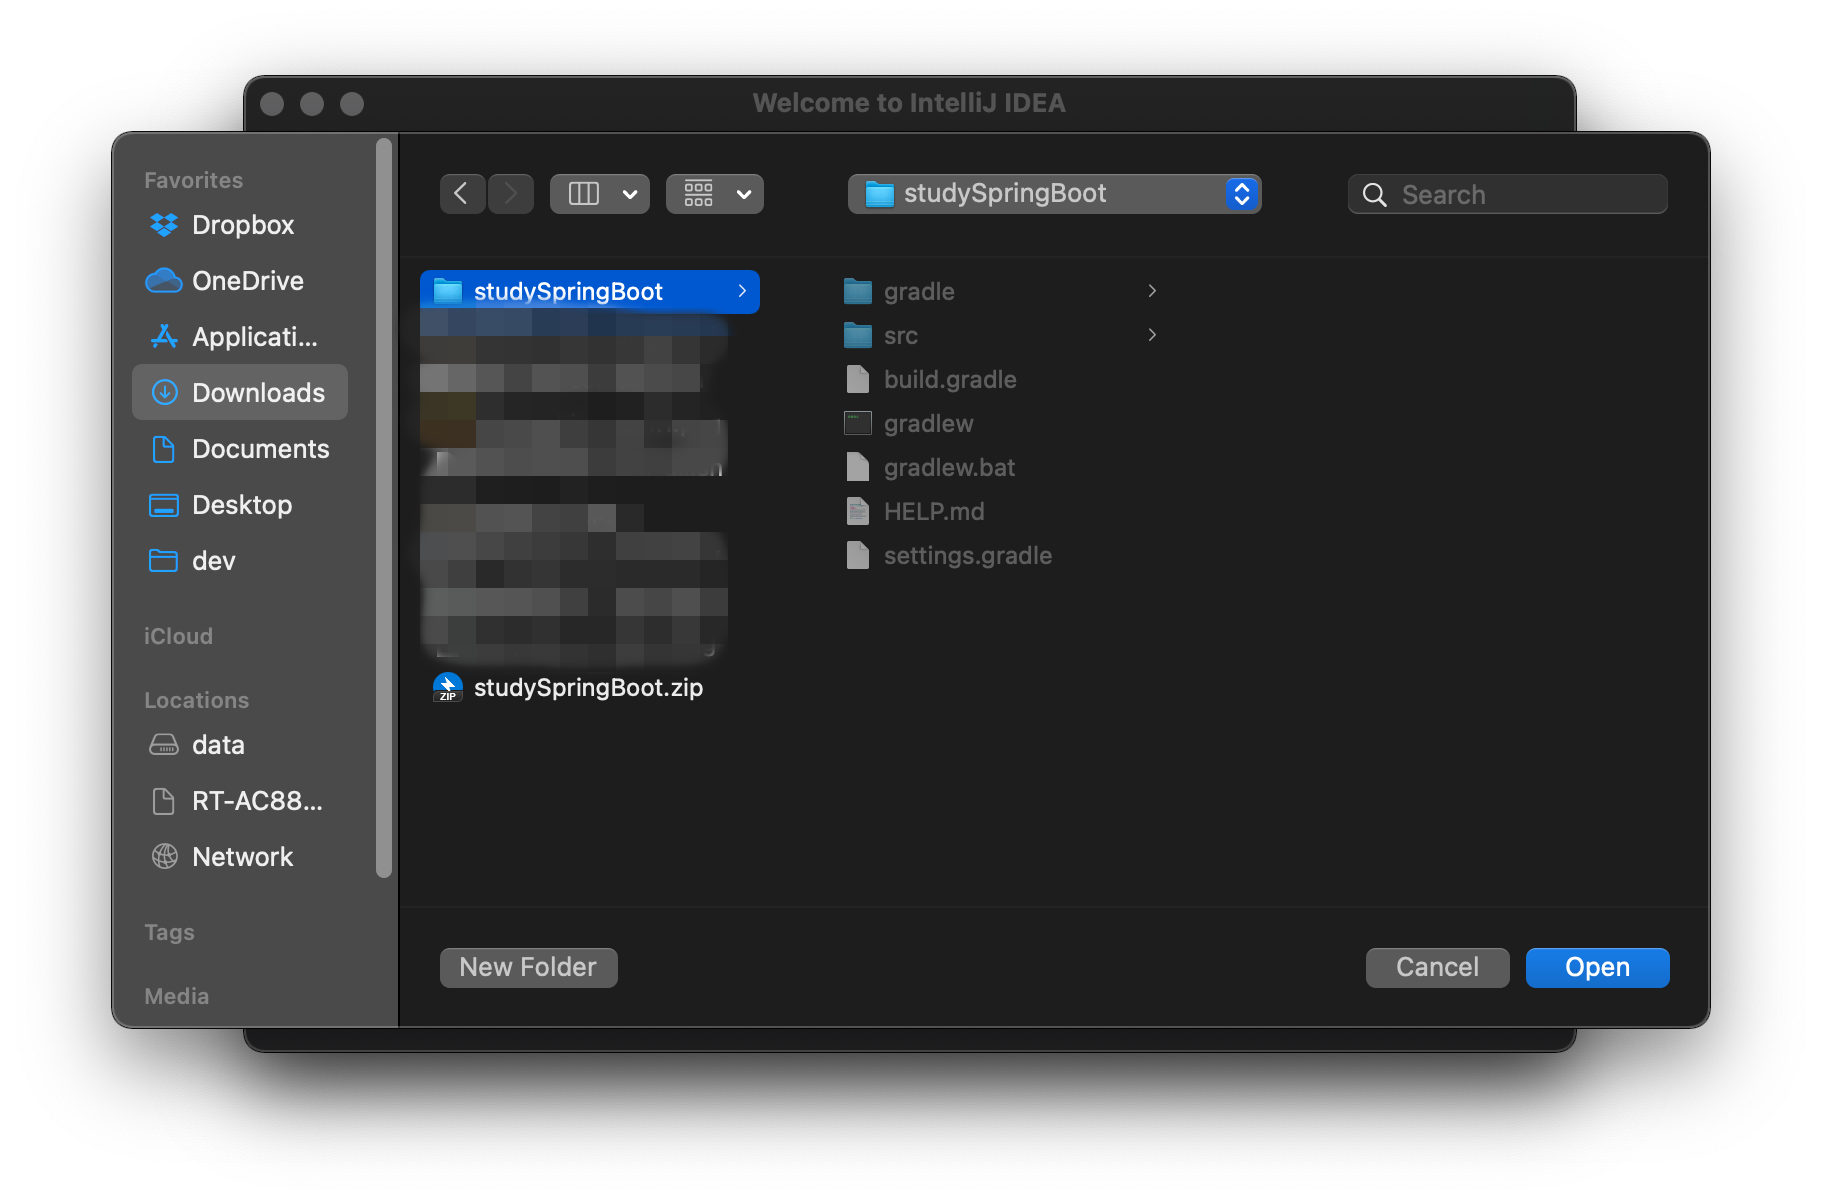 Welcome to IntelliJ IDEA
Favorites
Dropbox
OneDrive
Applicati...
Downloads
Documents
Desktop
dev
iCloud
Locations
data
RT-AC88...
Network
Tags
Media
studySpringBoot
Search
studySpringBoot
ZIP studySpringBoot.zip
gradle
src
build.gradle
gradlew
gradlew.bat
HELP.md
settings.gradle
New Folder
Cancel
Open